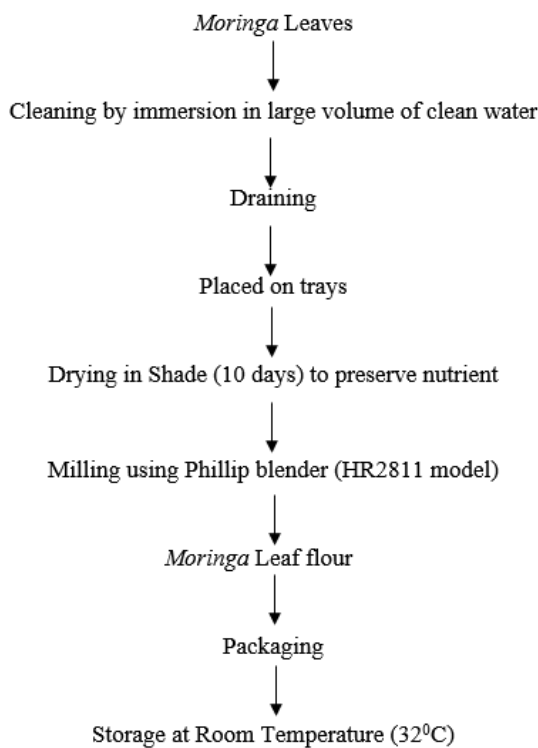 Moringa Leaves
Cleaning by immersion in large volume of clean water
Draining
Placed on trays
Drying in Shade (10 days) to preserve nutrient
Milling using Phillip blender (HR2811 model)
Moringa Leaf flour
Packaging
Storage at Room Temperature (32⁰C)